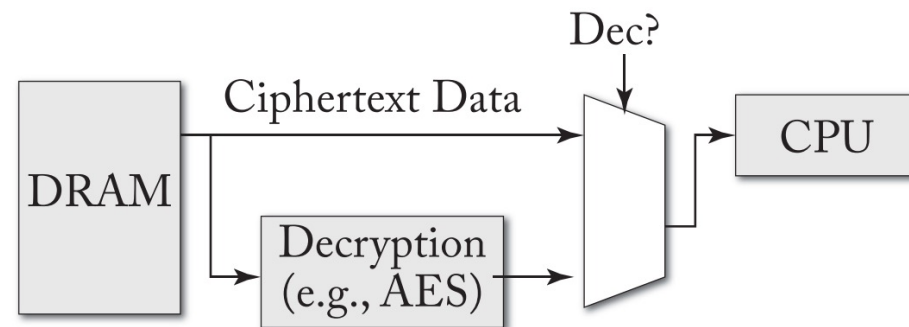 Dec?
Ciphertext Data
CPU
DRAM
Decryption
(e.g., AES)